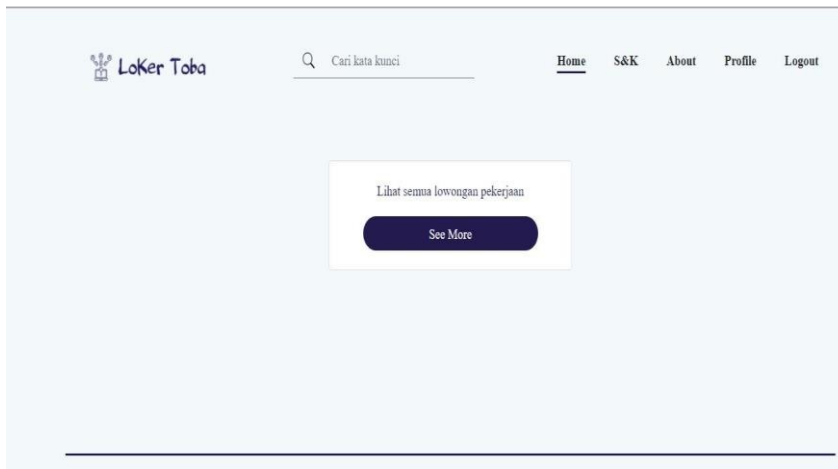 LoKer Toba
Cari kata kunci
Home S&K About Profile Logout
Lihat semua lowongan pekerjaan
See More